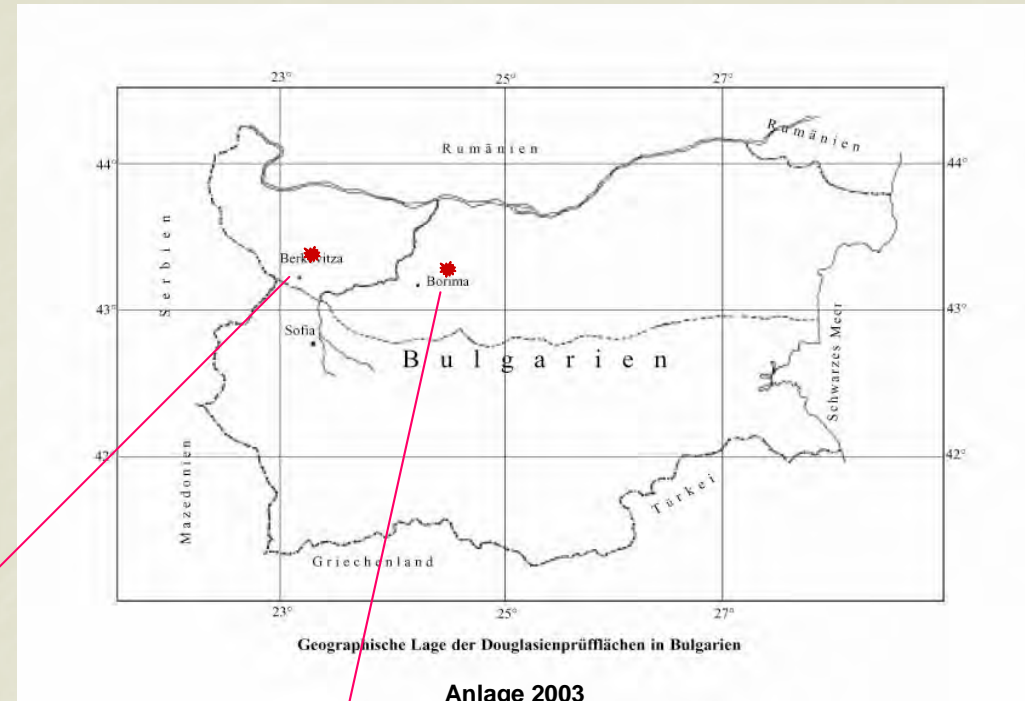 23° 25° 27°
Rumänien
Rumänien
44° 44°
Serbien
Berkovitza
Borima
43° 43°
Sofia
Bulgarien
Schwarzes Meer
42° 42°
Mazedonien
Türkei
Griechenland
23° 25° 27°
Geographische Lage der Douglasienprüfflächen in Bulgarien
Anlage 2003